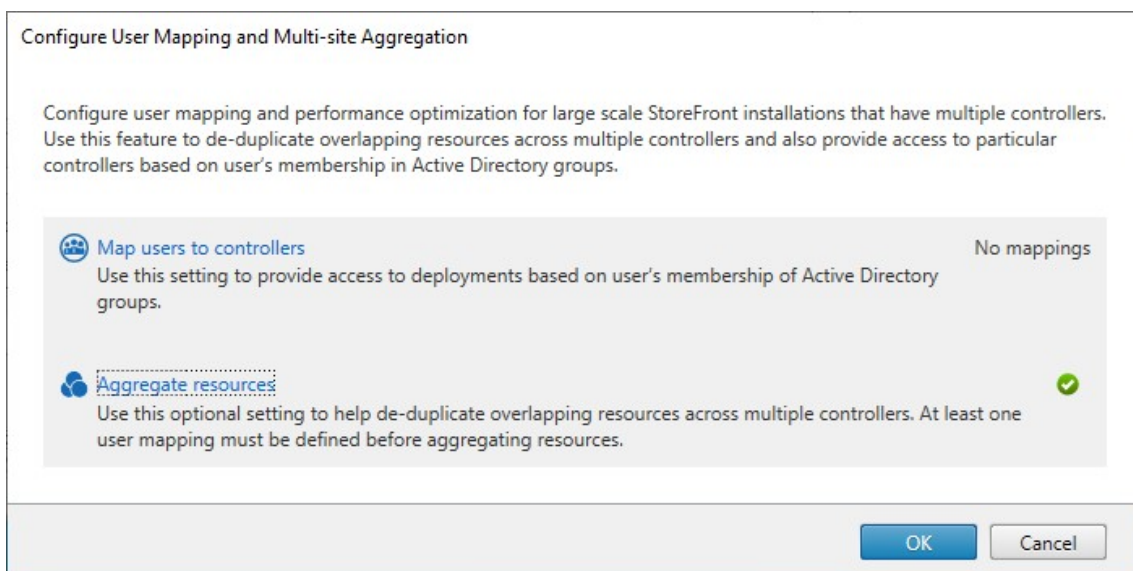 Configure User Mapping and Multi-site Aggregation
Configure user mapping and performance optimization for large scale StoreFront installations that have multiple controllers.
Use this feature to de-duplicate overlapping resources across multiple controllers and also provide access to particular
controllers based on user's membership in Active Directory groups.
Map users to controllers
No mappings
Use this setting to provide access to deployments based on user's membership of Active Directory
groups.
Aggregate resources
Use this optional setting to help de-duplicate overlapping resources across multiple controllers. At least one
user mapping must be defined before aggregating resources.
OK
Cancel